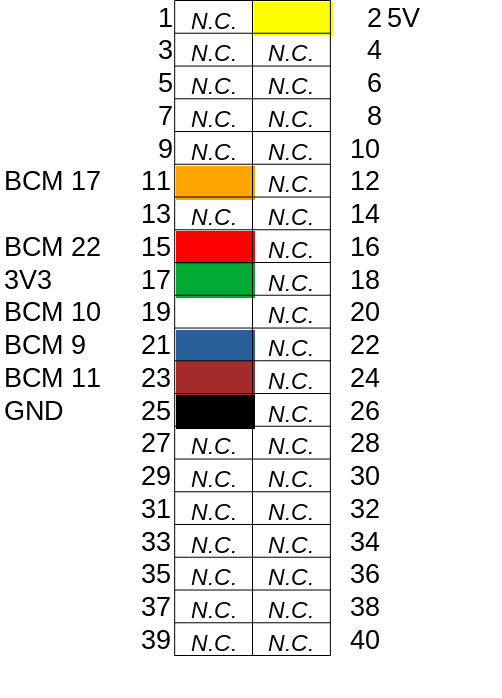 1 N.C. 2 5V
3 N.C. N.C. 4
5 N.C. N.C. 6
7 N.C. N.C. 8
9 N.C. N.C. 10
BCM 17 11 N.C. 12
13 N.C. N.C. 14
BCM 22 15 N.C. 16
3V3 17 N.C. 18
BCM 10 19 N.C. 20
BCM 9 21 N.C. 22
BCM 11 23 N.C. 24
GND 25 N.C. 26
27 N.C. N.C. 28
29 N.C. N.C. 30
31 N.C. N.C. 32
33 N.C. N.C. 34
35 N.C. N.C. 36
37 N.C. N.C. 38
39 N.C. N.C. 40